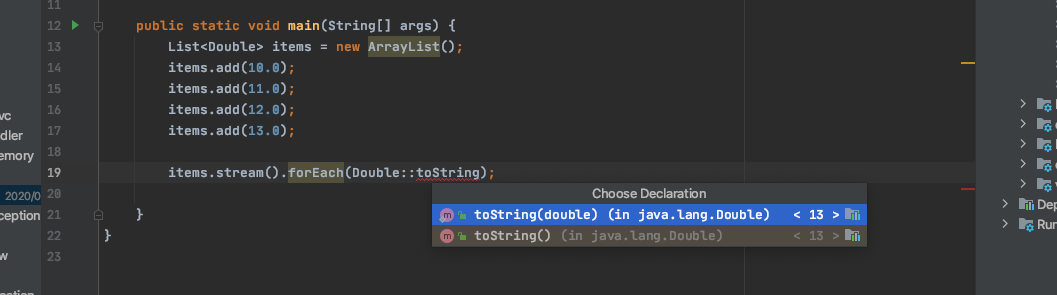 11
12 public static void main(String[] args) {
13 List<Double> items = new ArrayList();
14 items.add(10.0);
15 items.add(11.0);
16 items.add(12.0);
17 items.add(13.0);
18
19 items.stream().forEach(Double::toString);
Choose Declaration
toString(double) (in java.lang.Double) < 13 >
toString() (in java.lang.Double) < 13 >
20
21 }
22 }
23
vc
dler
emory
2020/0
ception
w
ation
Dep
Run